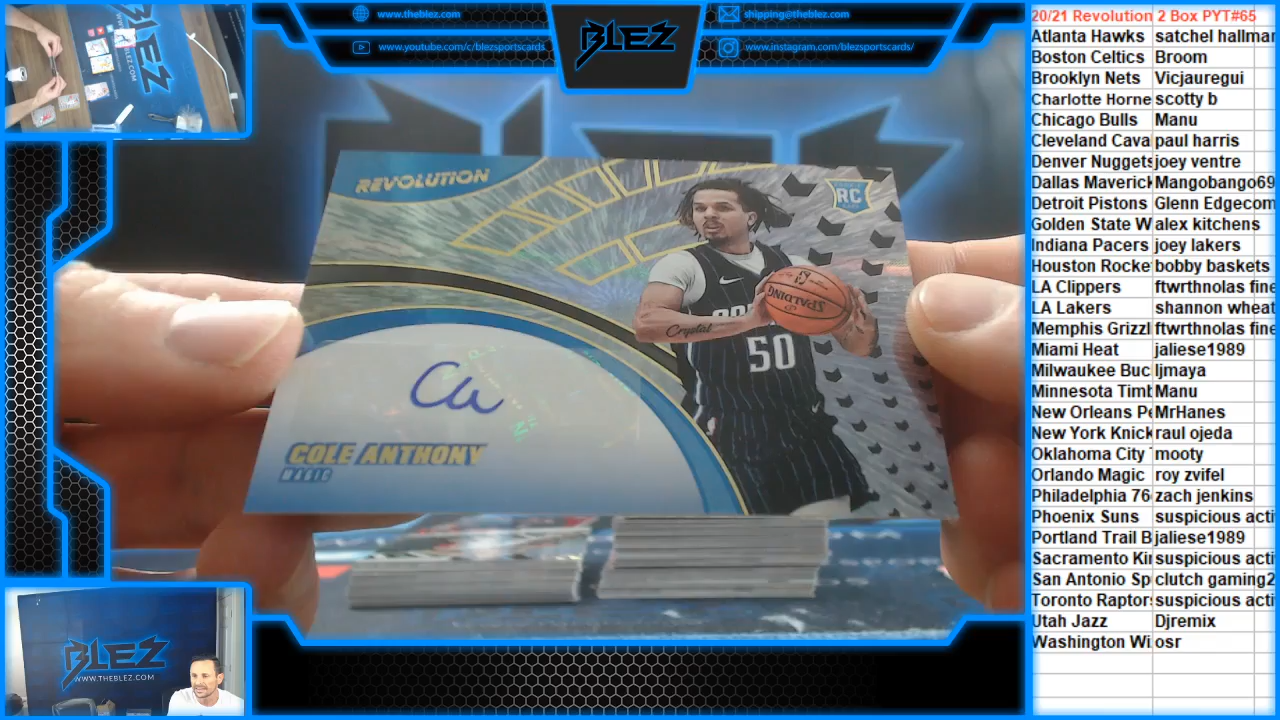 www.theblez.com
www.youtube.com/c/blezsportscards
BLEZ
shipping@theblez.com
www.instagram.com/blezsportscards/
REVOLUTION
RC
SPALDING
Crystal
50
COLE ANTHONY
MAGIC
BLEZ
WWW.THEBLEZ.COM
20/21 Revolution 2 Box PYT#65
Atlanta Hawks satchel hallmar
Boston Celtics Broom
Brooklyn Nets Vicjauregui
Charlotte Horne scotty b
Chicago Bulls Manu
Cleveland Cava paul harris
Denver Nuggets joey ventre
Dallas Maverick Mangobango69
Detroit Pistons Glenn Edgecom
Golden State W alex kitchens
Indiana Pacers joey lakers
Houston Rocke bobby baskets
LA Clippers ftwrthnolas fine
LA Lakers shannon wheat
Memphis Grizzl ftwrthnolas fine
Miami Heat jaliese1989
Milwaukee Buc ljmaya
Minnesota Timb Manu
New Orleans Pe MrHanes
New York Knick raul ojeda
Oklahoma City mooty
Orlando Magic roy zvifel
Philadelphia 76 zach jenkins
Phoenix Suns suspicious acti
Portland Trail B jaliese1989
Sacramento Ki suspicious acti
San Antonio Sp clutch gaming2
Toronto Raptors suspicious acti
Utah Jazz Djremix
Washington Wi osr